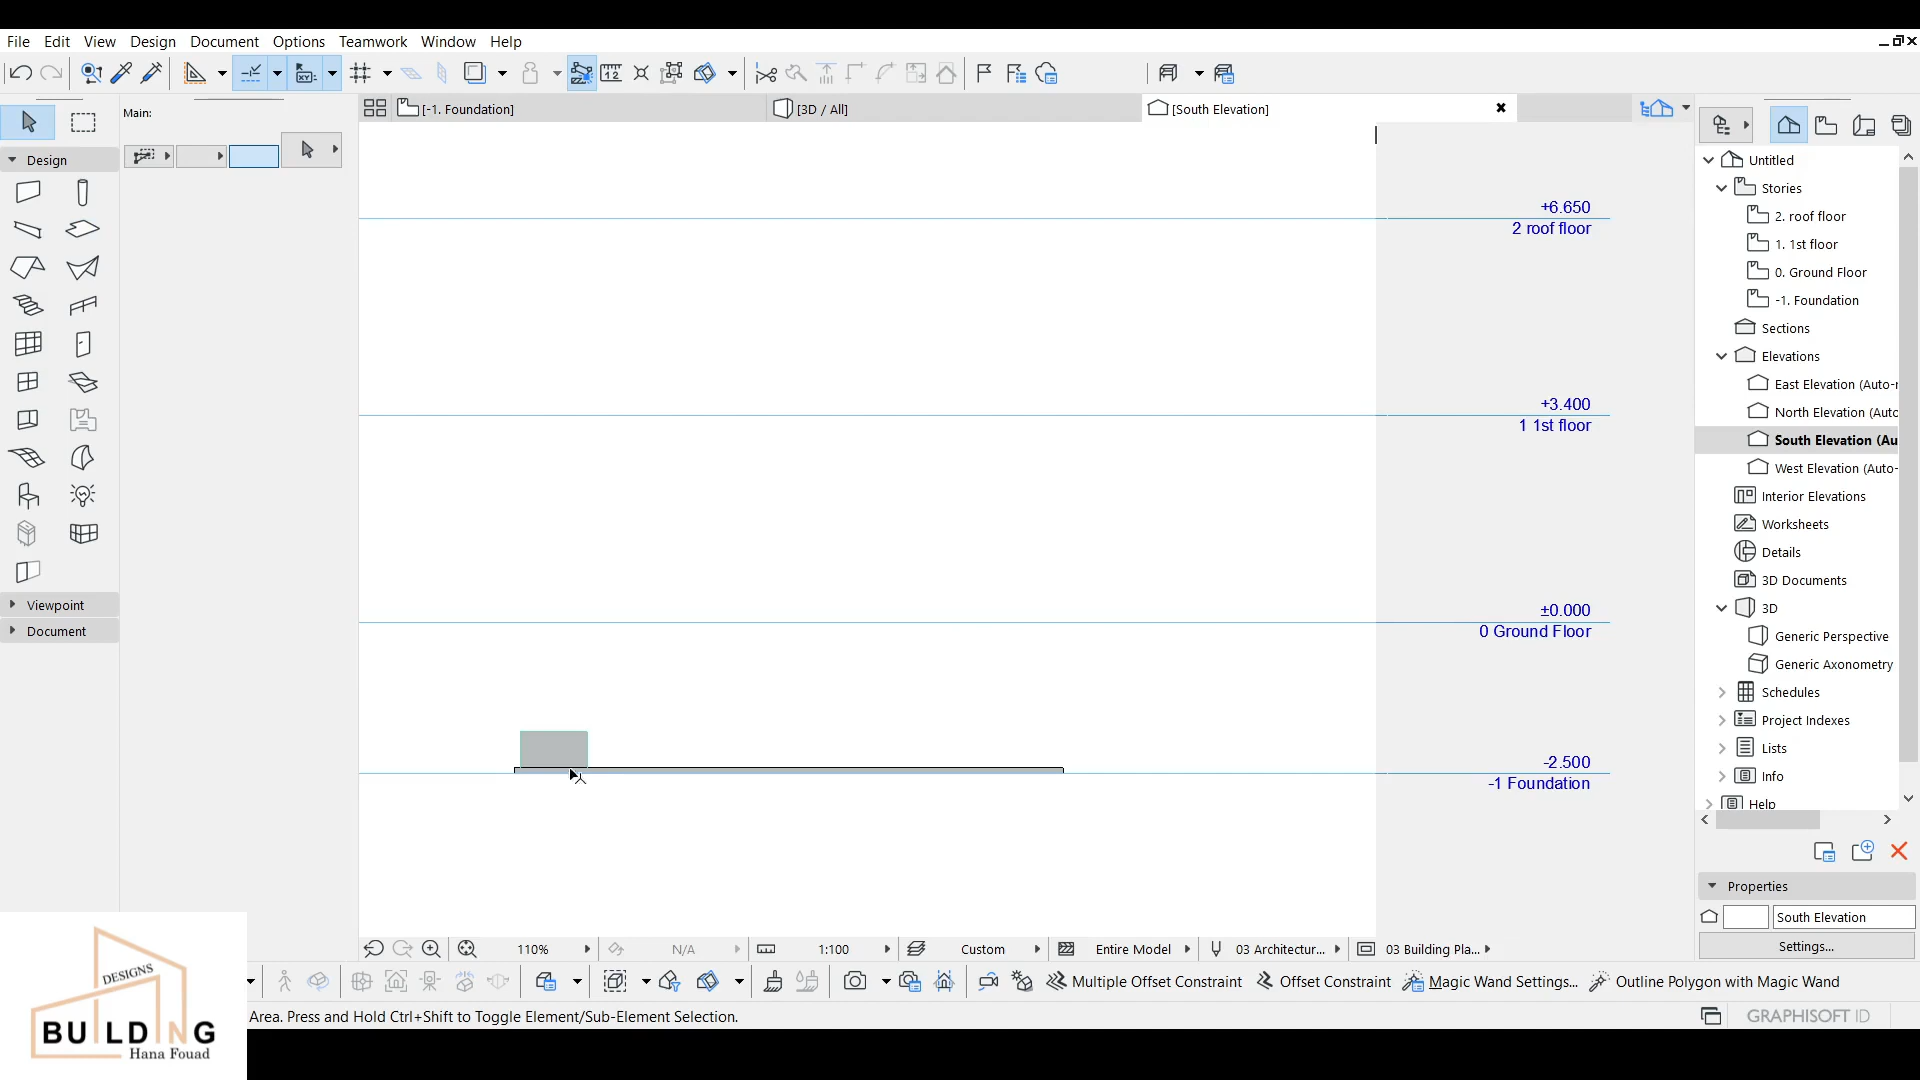 File Edit View Design Document Options Teamwork Window Help
Main:
[-1. Foundation]
[3D / All]
[South Elevation]
Design
Viewpoint
Document
+6.650
2 roof floor
+3.400
1 1st floor
±0.000
0 Ground Floor
-2.500
-1 Foundation
Untitled
Stories
2. roof floor
1. 1st floor
0. Ground Floor
-1. Foundation
Sections
Elevations
East Elevation (Auto-r
North Elevation (Auto
South Elevation (Au
West Elevation (Auto-
Interior Elevations
Worksheets
Details
3D Documents
3D
Generic Perspective
Generic Axonometry
Schedules
Project Indexes
Lists
Info
Help
Properties
South Elevation
Settings...
110% N/A 1:100 Custom Entire Model 03 Architectur... 03 Building Pla...
Multiple Offset Constraint Offset Constraint Magic Wand Settings... Outline Polygon with Magic Wand
Area. Press and Hold Ctrl+Shift to Toggle Element/Sub-Element Selection.
GRAPHISOFT ID
DESIGNS
BUILDING
Hana Fouad